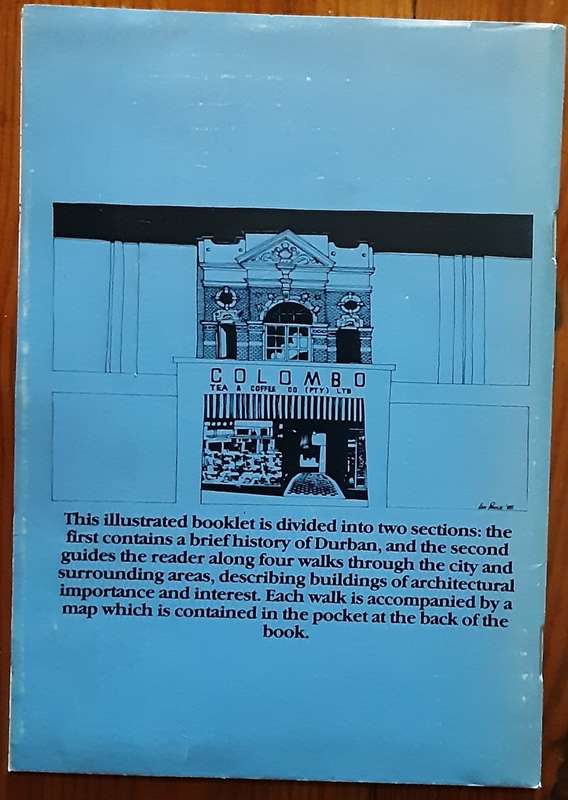 COLOMBO
TEA & COFFEE CO (PTY) LTD
This illustrated booklet is divided into two sections: the
first contains a brief history of Durban, and the second
guides the reader along four walks through the city and
surrounding areas, describing buildings of architectural
importance and interest. Each walk is accompanied by a
map which is contained in the pocket at the back of the
book.